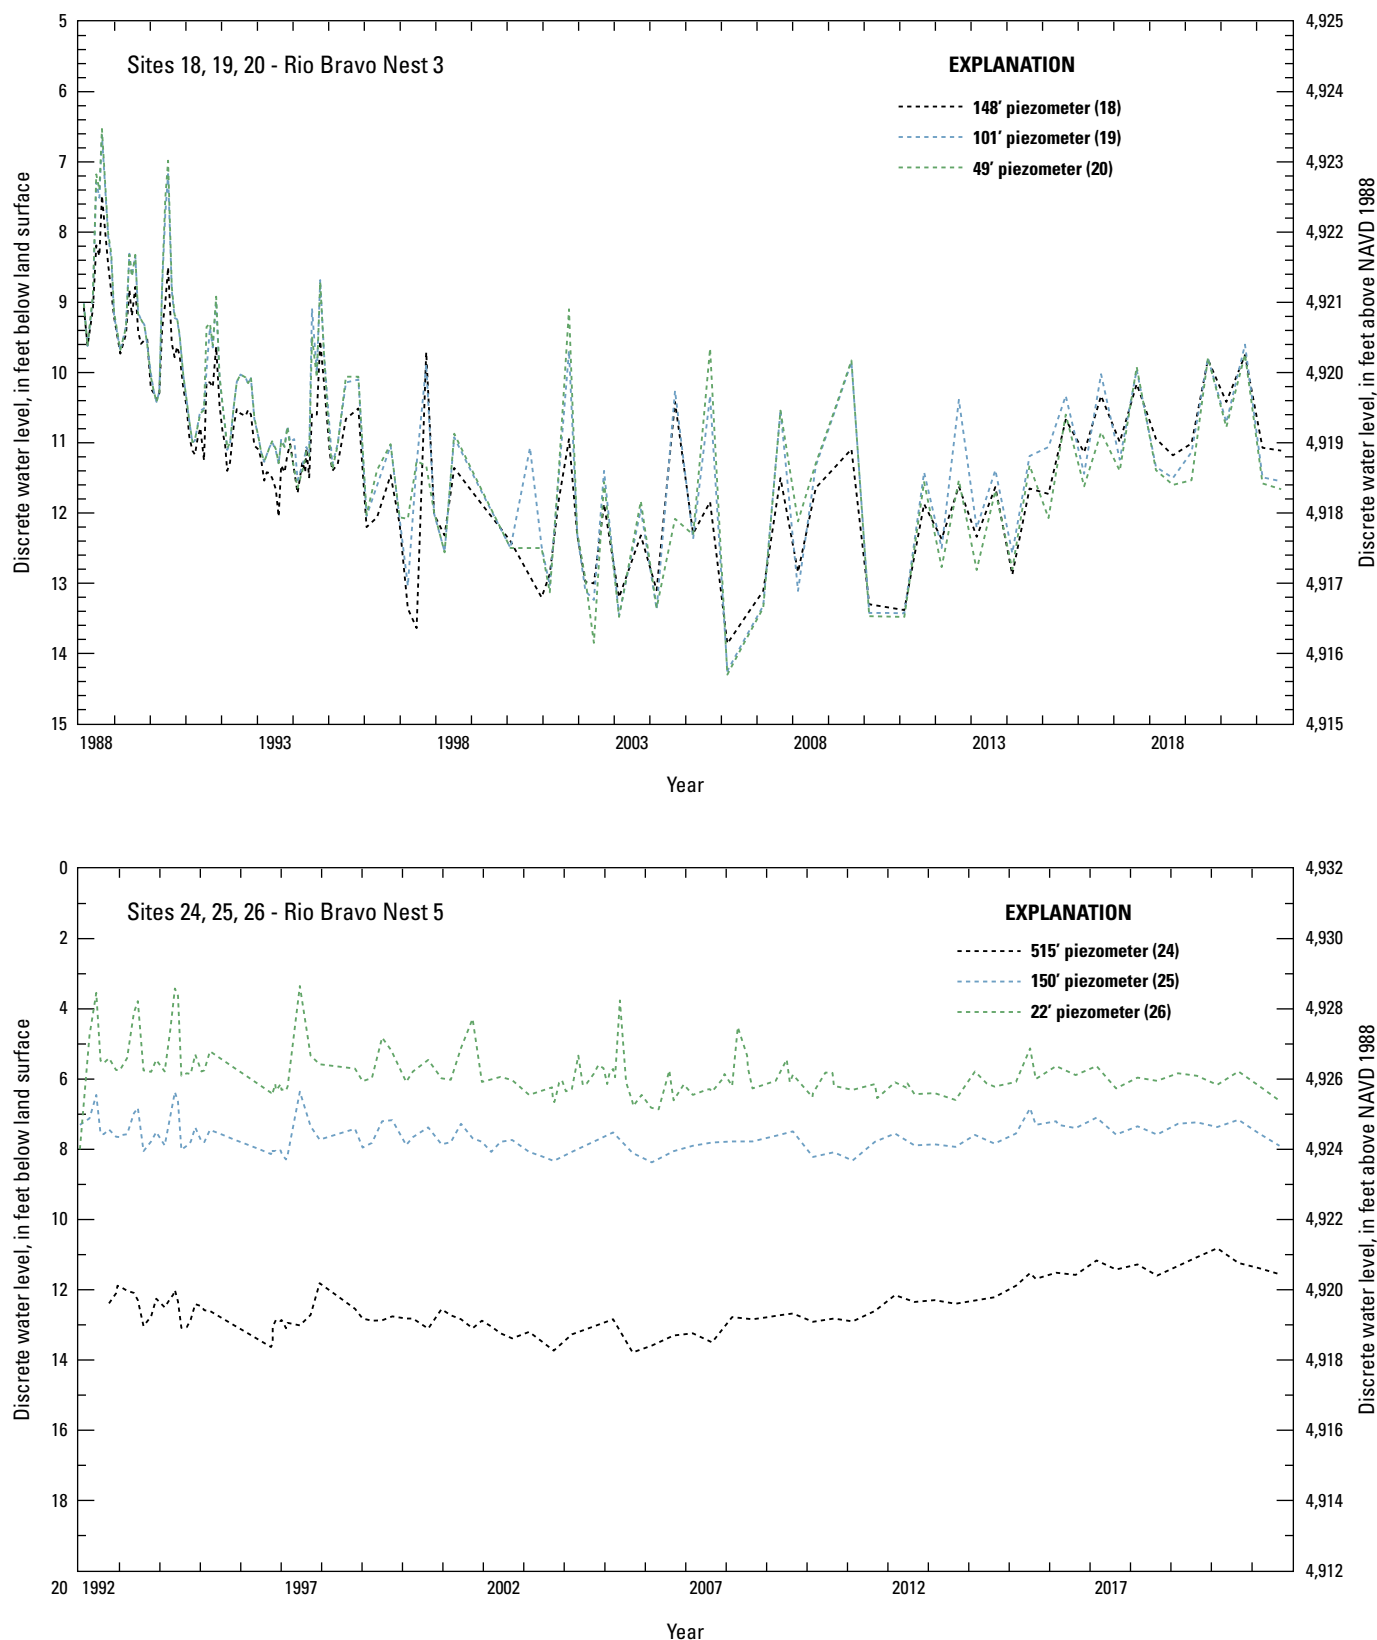 Sites 18, 19, 20 - Rio Bravo Nest 3
EXPLANATION
148′ piezometer (18)
101′ piezometer (19)
49′ piezometer (20)
Discrete water level, in feet below land surface
5
6
7
8
9
10
11
12
13
14
15
4,925
4,924
4,923
4,922
4,921
4,920
4,919
4,918
4,917
4,916
4,915
Discrete water level, in feet above NAVD 1988
1988 1993 1998 2003 2008 2013 2018
Year
Sites 24, 25, 26 - Rio Bravo Nest 5
EXPLANATION
515′ piezometer (24)
150′ piezometer (25)
22′ piezometer (26)
Discrete water level, in feet below land surface
0
2
4
6
8
10
12
14
16
18
20
4,932
4,930
4,928
4,926
4,924
4,922
4,920
4,918
4,916
4,914
4,912
Discrete water level, in feet above NAVD 1988
1992 1997 2002 2007 2012 2017
Year